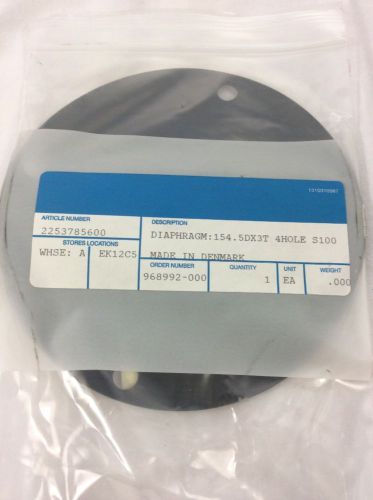 ARTICLE NUMBER
2253785600
DESCRIPTION
DIAPHRAGM:154.5DX3T 4HOLE S100
MADE IN DENMARK
STORES LOCATIONS
WHSE: A EK12C5
ORDER NUMBER
968992-000
QUANTITY
1
UNIT
EA
WEIGHT
.000